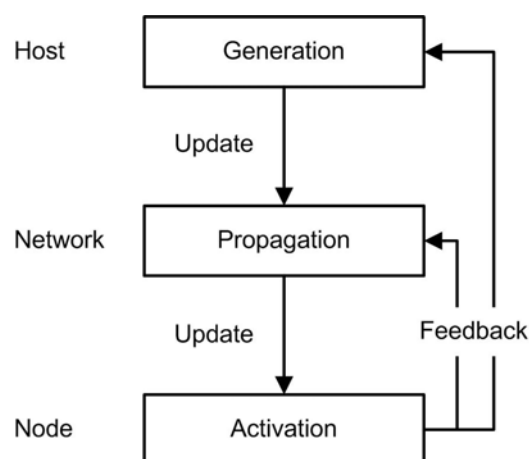 Host
Generation
Update
Network
Propagation
Update
Feedback
Node
Activation